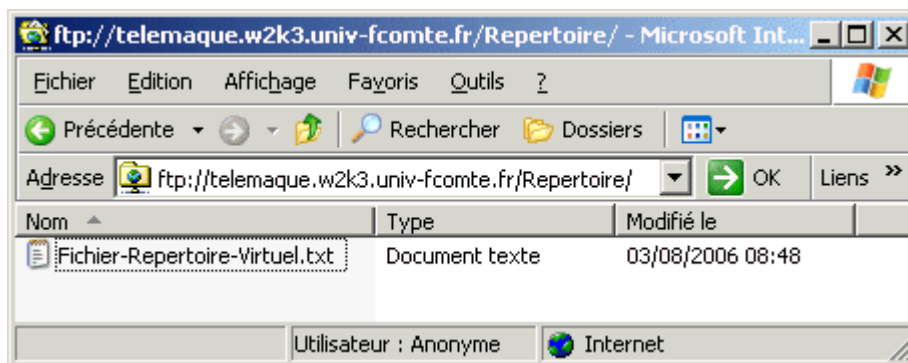 ftp://telemaque.w2k3.univ-fcomte.fr/Repertoire/ - Microsoft Int...
Fichier Edition Affichage Favoris Outils ?
Précédente Rechercher Dossiers
Adresse ftp://telemaque.w2k3.univ-fcomte.fr/Repertoire/ OK Liens »
Nom Type Modifié le
Fichier-Repertoire-Virtuel.txt Document texte 03/08/2006 08:48
Utilisateur : Anonyme Internet